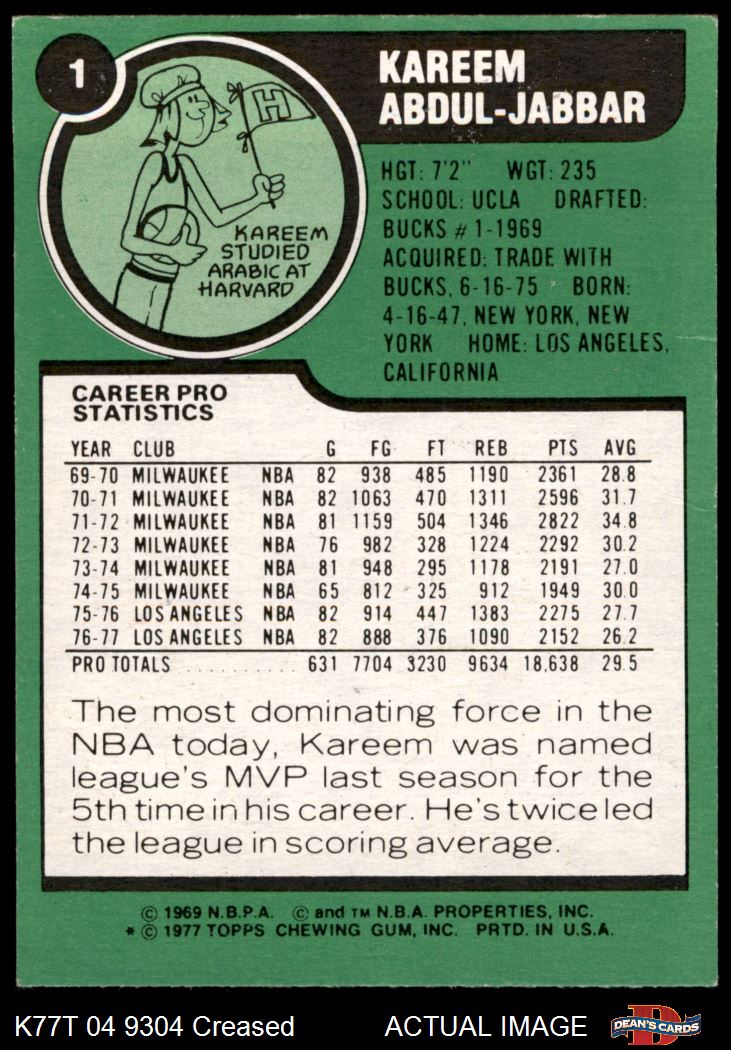 1
KAREEM
ABDUL-JABBAR
H
KAREEM
STUDIED
ARABIC AT
HARVARD
HGT: 7'2" WGT: 235
SCHOOL: UCLA DRAFTED:
BUCKS # 1-1969
ACQUIRED: TRADE WITH
BUCKS, 6-16-75 BORN:
4-16-47, NEW YORK, NEW
YORK HOME: LOS ANGELES,
CALIFORNIA
CAREER PRO
STATISTICS
YEAR CLUB G FG FT REB PTS AVG
69-70 MILWAUKEE NBA 82 938 485 1190 2361 28.8
70-71 MILWAUKEE NBA 82 1063 470 1311 2596 31.7
71-72 MILWAUKEE NBA 81 1159 504 1346 2822 34.8
72-73 MILWAUKEE NBA 76 982 328 1224 2292 30.2
73-74 MILWAUKEE NBA 81 948 295 1178 2191 27.0
74-75 MILWAUKEE NBA 65 812 325 912 1949 30.0
75-76 LOS ANGELES NBA 82 914 447 1383 2275 27.7
76-77 LOS ANGELES NBA 82 888 376 1090 2152 26.2
PRO TOTALS .......... 631 7704 3230 9634 18,638 29.5
The most dominating force in the
NBA today, Kareem was named
league's MVP last season for the
5th time in his career. He's twice led
the league in scoring average.
© 1969 N.B.P.A. © and TM N.B.A. PROPERTIES, INC.
* © 1977 TOPPS CHEWING GUM, INC. PRTD. IN U.S.A.
K77T 04 9304 Creased ACTUAL IMAGE
D
DEAN'S CARDS